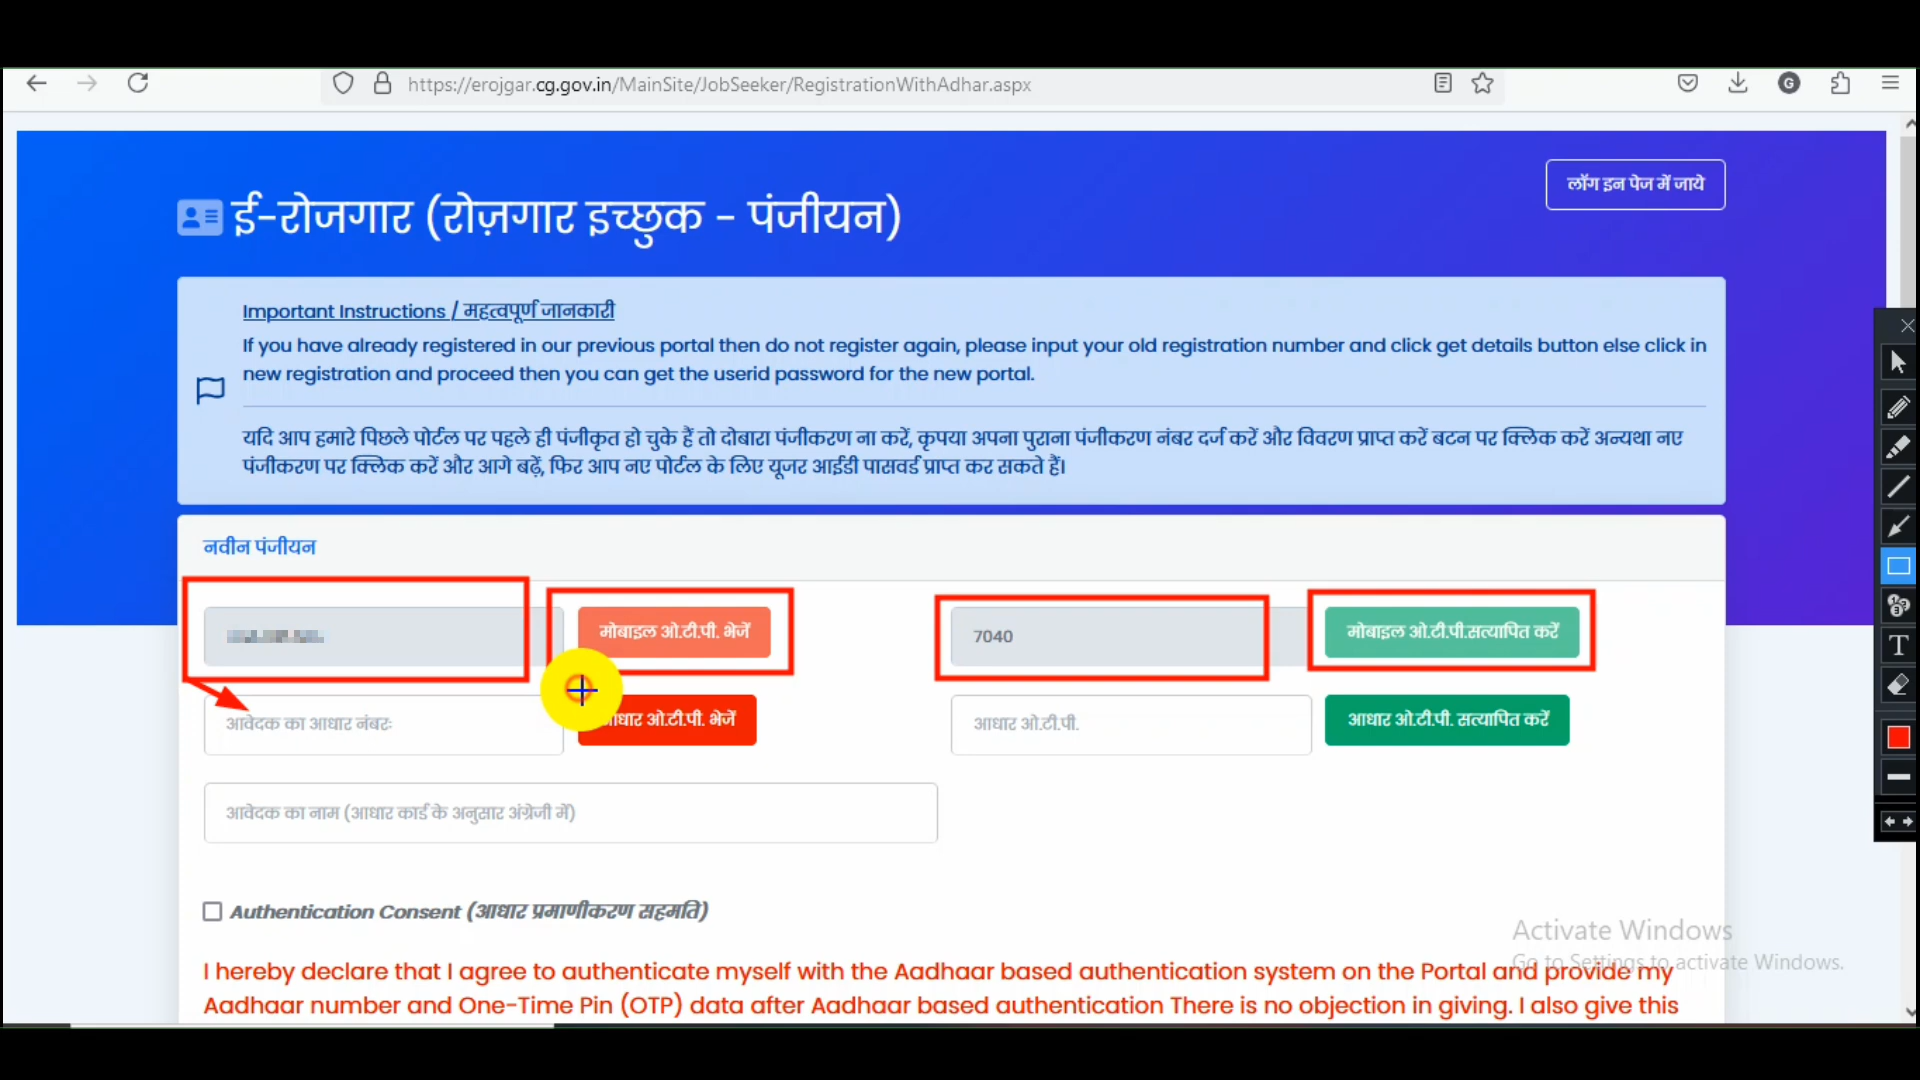 https://erojgar.cg.gov.in/MainSite/JobSeeker/RegistrationWithAdhar.aspx
G
लॉग इन पेज में जाये
ई-रोजगार (रोज़गार इच्छुक - पंजीयन)
Important Instructions / महत्वपूर्ण जानकारी
If you have already registered in our previous portal then do not register again, please input your old registration number and click get details button else click in
new registration and proceed then you can get the userid password for the new portal.
यदि आप हमारे पिछले पोर्टल पर पहले ही पंजीकृत हो चुके हैं तो दोबारा पंजीकरण ना करें, कृपया अपना पुराना पंजीकरण नंबर दर्ज करें और विवरण प्राप्त करें बटन पर क्लिक करें अन्यथा नए
पंजीकरण पर क्लिक करें और आगे बढ़ें, फिर आप नए पोर्टल के लिए यूजर आईडी पासवर्ड प्राप्त कर सकते हैं।
नवीन पंजीयन
मोबाइल ओ.टी.पी. भेजें 7040 मोबाइल ओ.टी.पी.सत्यापित करें
आवेदक का आधार नंबरः ओ.टी.पी. भेजें आधार ओ.टी.पी. आधार ओ.टी.पी. सत्यापित करें
आवेदक का नाम (आधार कार्ड के अनुसार अंग्रेजी में)
Authentication Consent (आधार प्रमाणीकरण सहमति)
Activate Windows
Go to Settings to activate Windows.
I hereby declare that I agree to authenticate myself with the Aadhaar based authentication system on the Portal and provide my
Aadhaar number and One-Time Pin (OTP) data after Aadhaar based authentication There is no objection in giving. I also give this